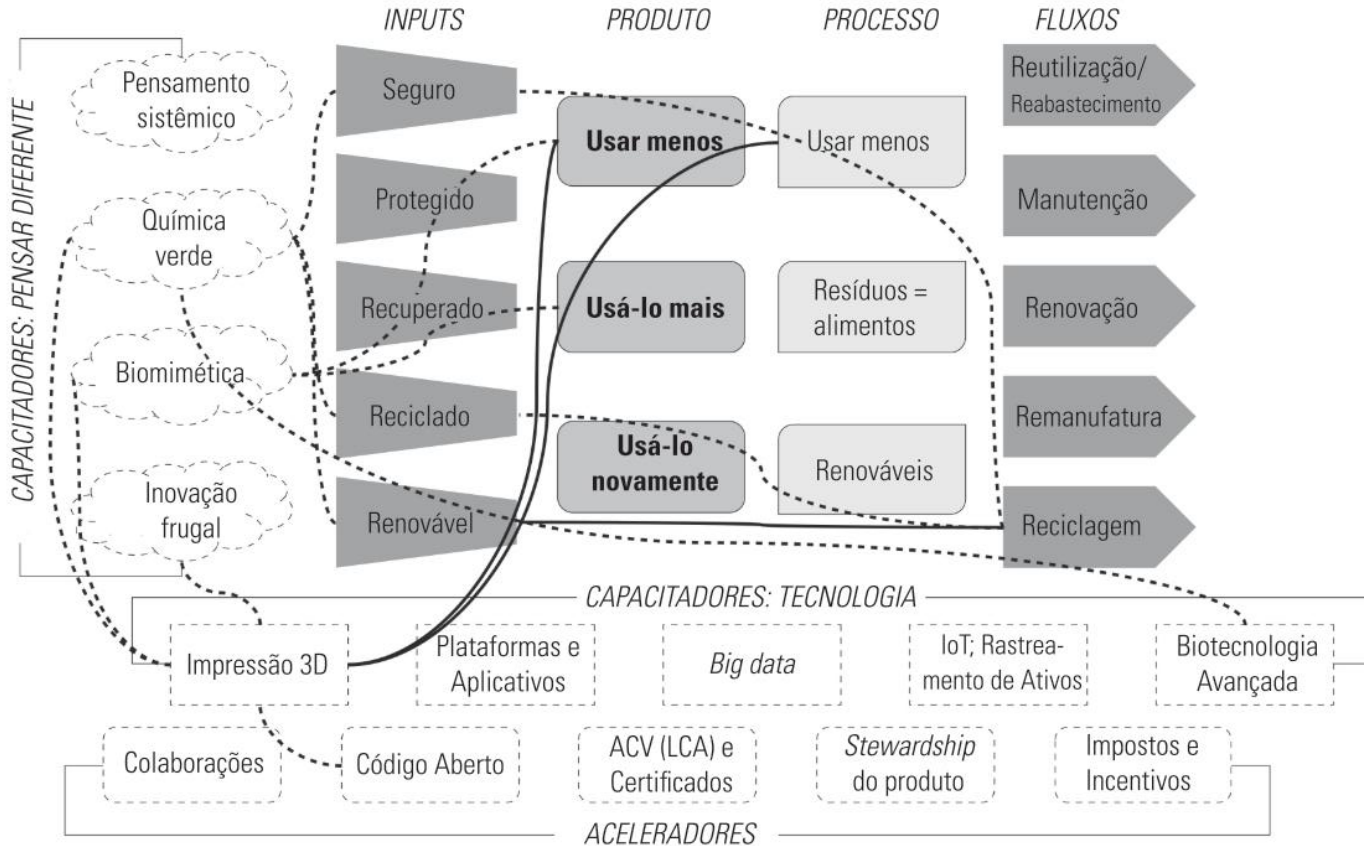 INPUTS
PRODUTO
PROCESSO
FLUXOS
CAPACITADORES: PENSAR DIFERENTE
Pensamento
sistêmico
Química
verde
Biomimética
Inovação
frugal
Seguro
Protegido
Recuperado
Reciclado
Renovável
Usar menos
Usá-lo mais
Usá-lo
novamente
Usar menos
Resíduos =
alimentos
Renováveis
Reutilização/
Reabastecimento
Manutenção
Renovação
Remanufatura
Reciclagem
CAPACITADORES: TECNOLOGIA
Impressão 3D
Plataformas e
Aplicativos
Big data
IoT; Rastrea-
mento de Ativos
Biotecnologia
Avançada
Colaborações
Código Aberto
ACV (LCA) e
Certificados
Stewardship
do produto
Impostos e
Incentivos
ACELERADORES